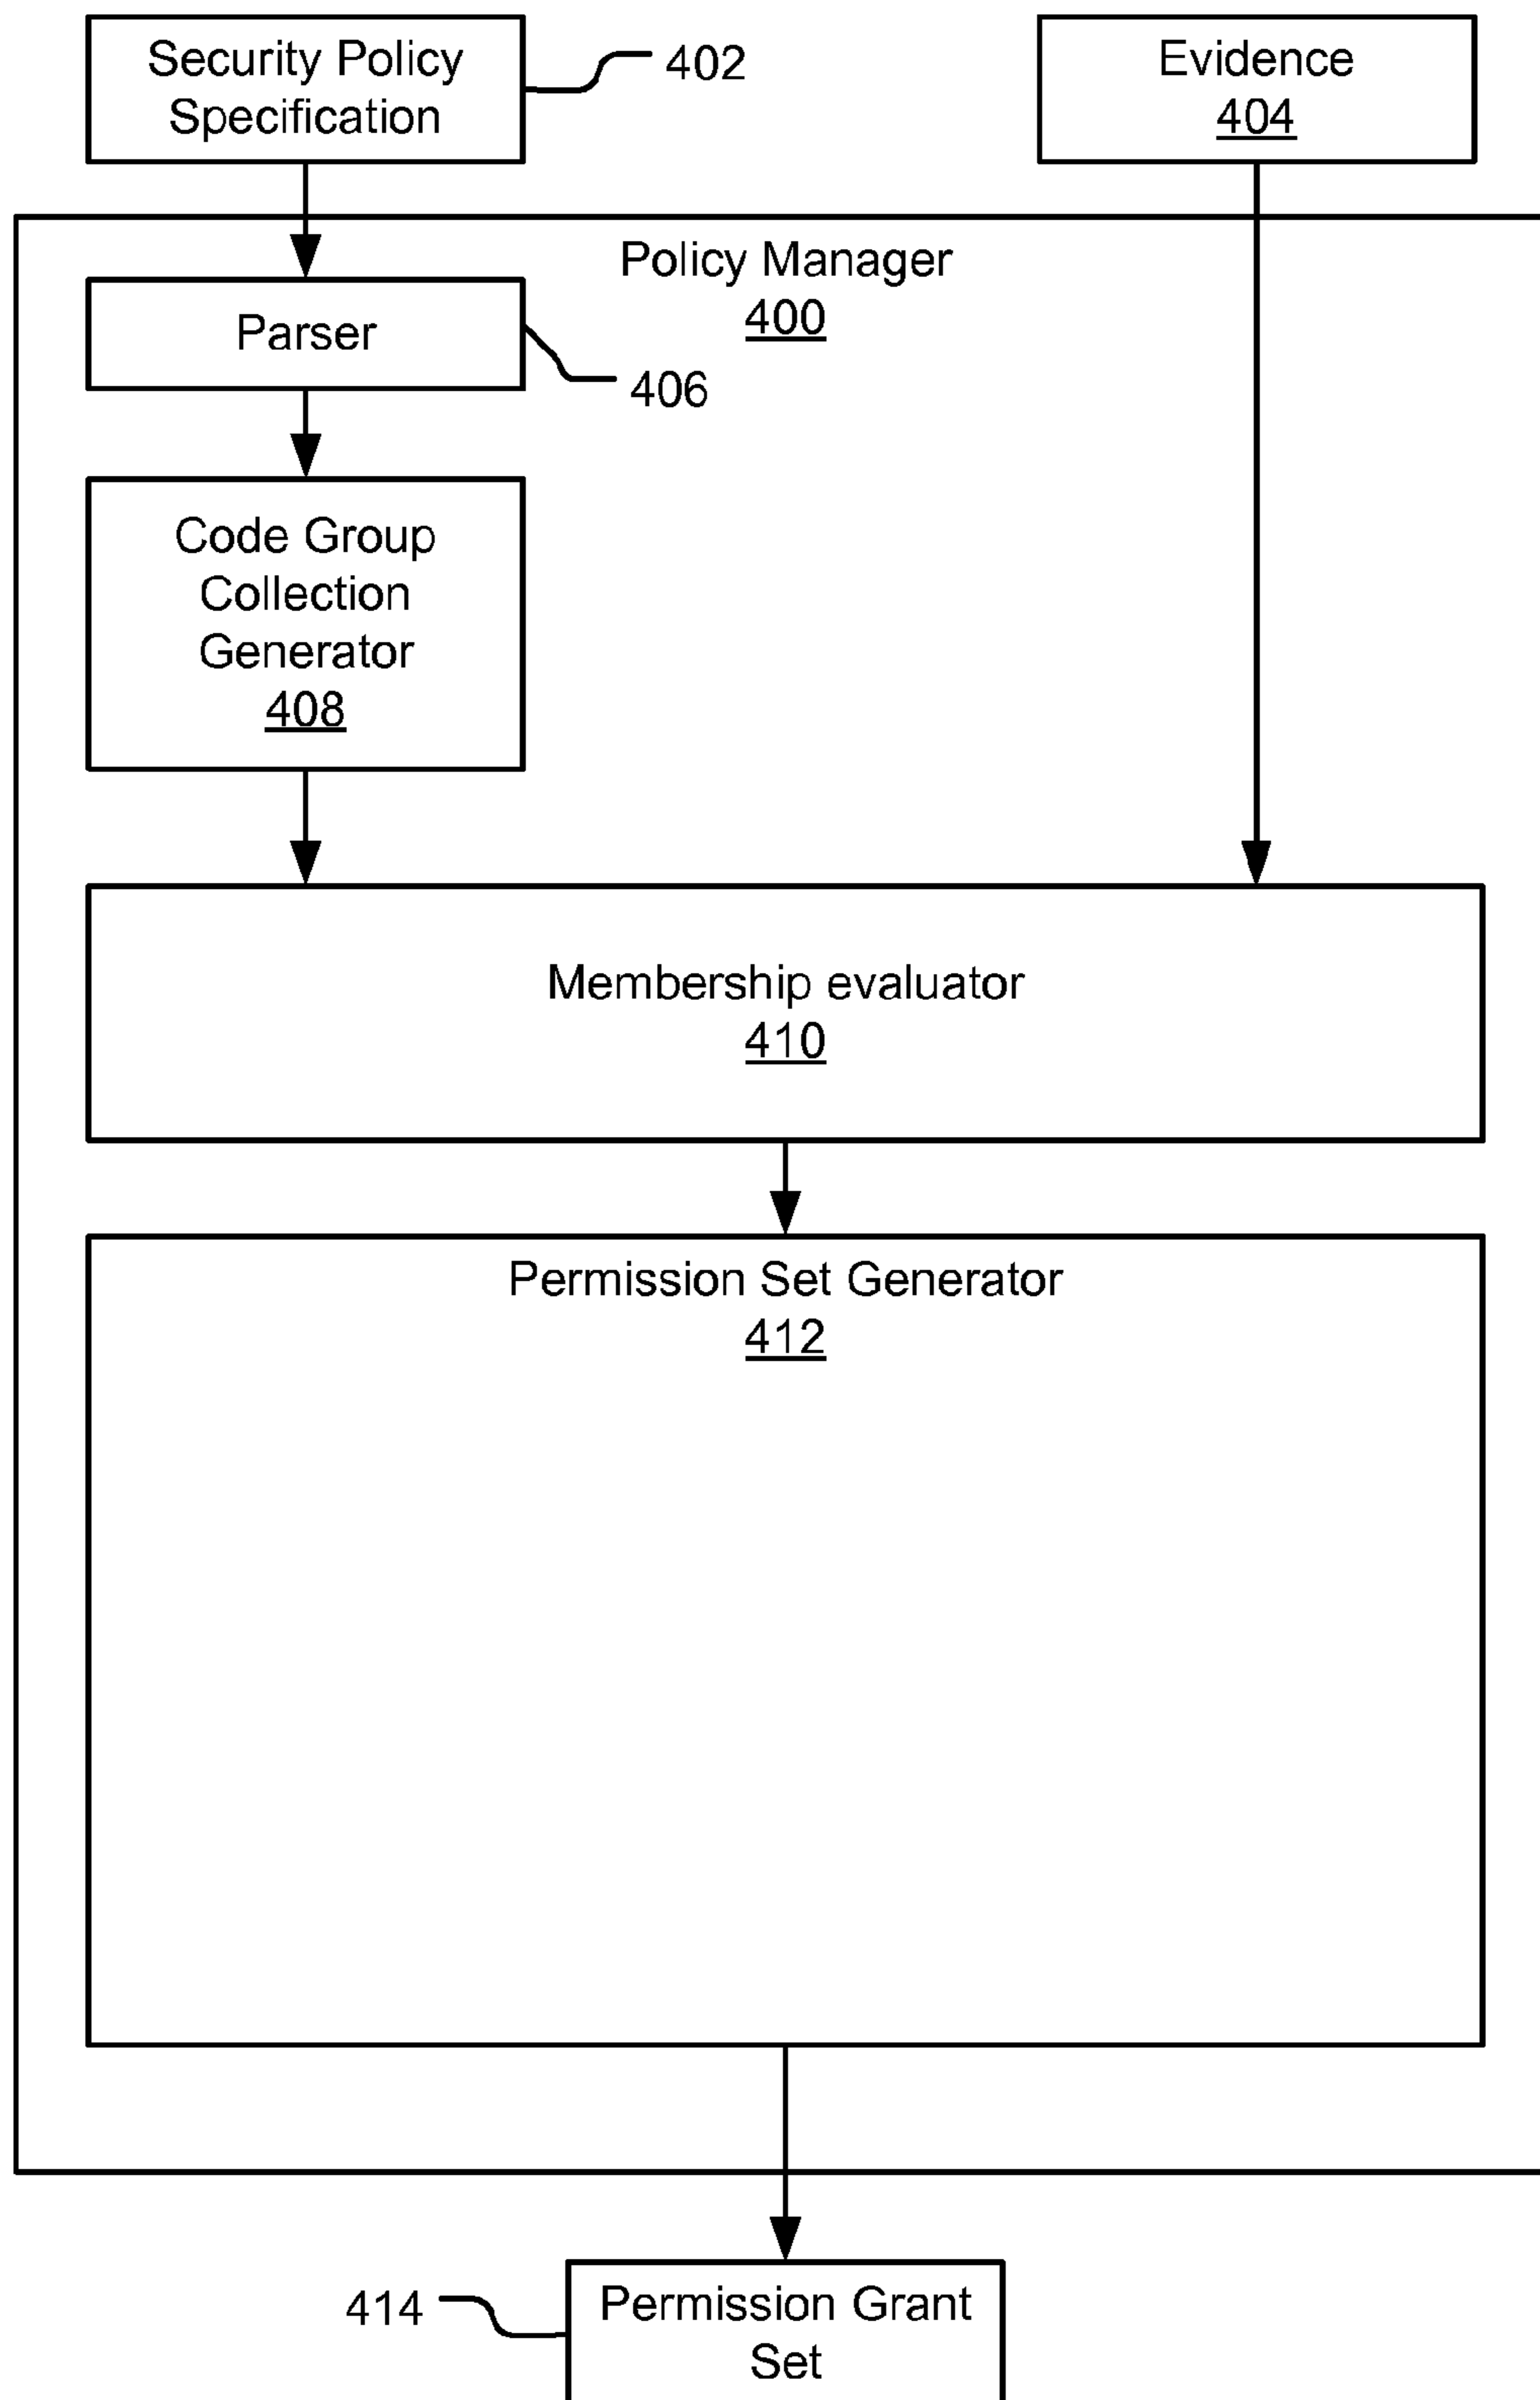 Security Policy
Specification
402
Evidence
404
Policy Manager
400
Parser
406
Code Group
Collection
Generator
408
Membership evaluator
410
Permission Set Generator
412
414
Permission Grant
Set